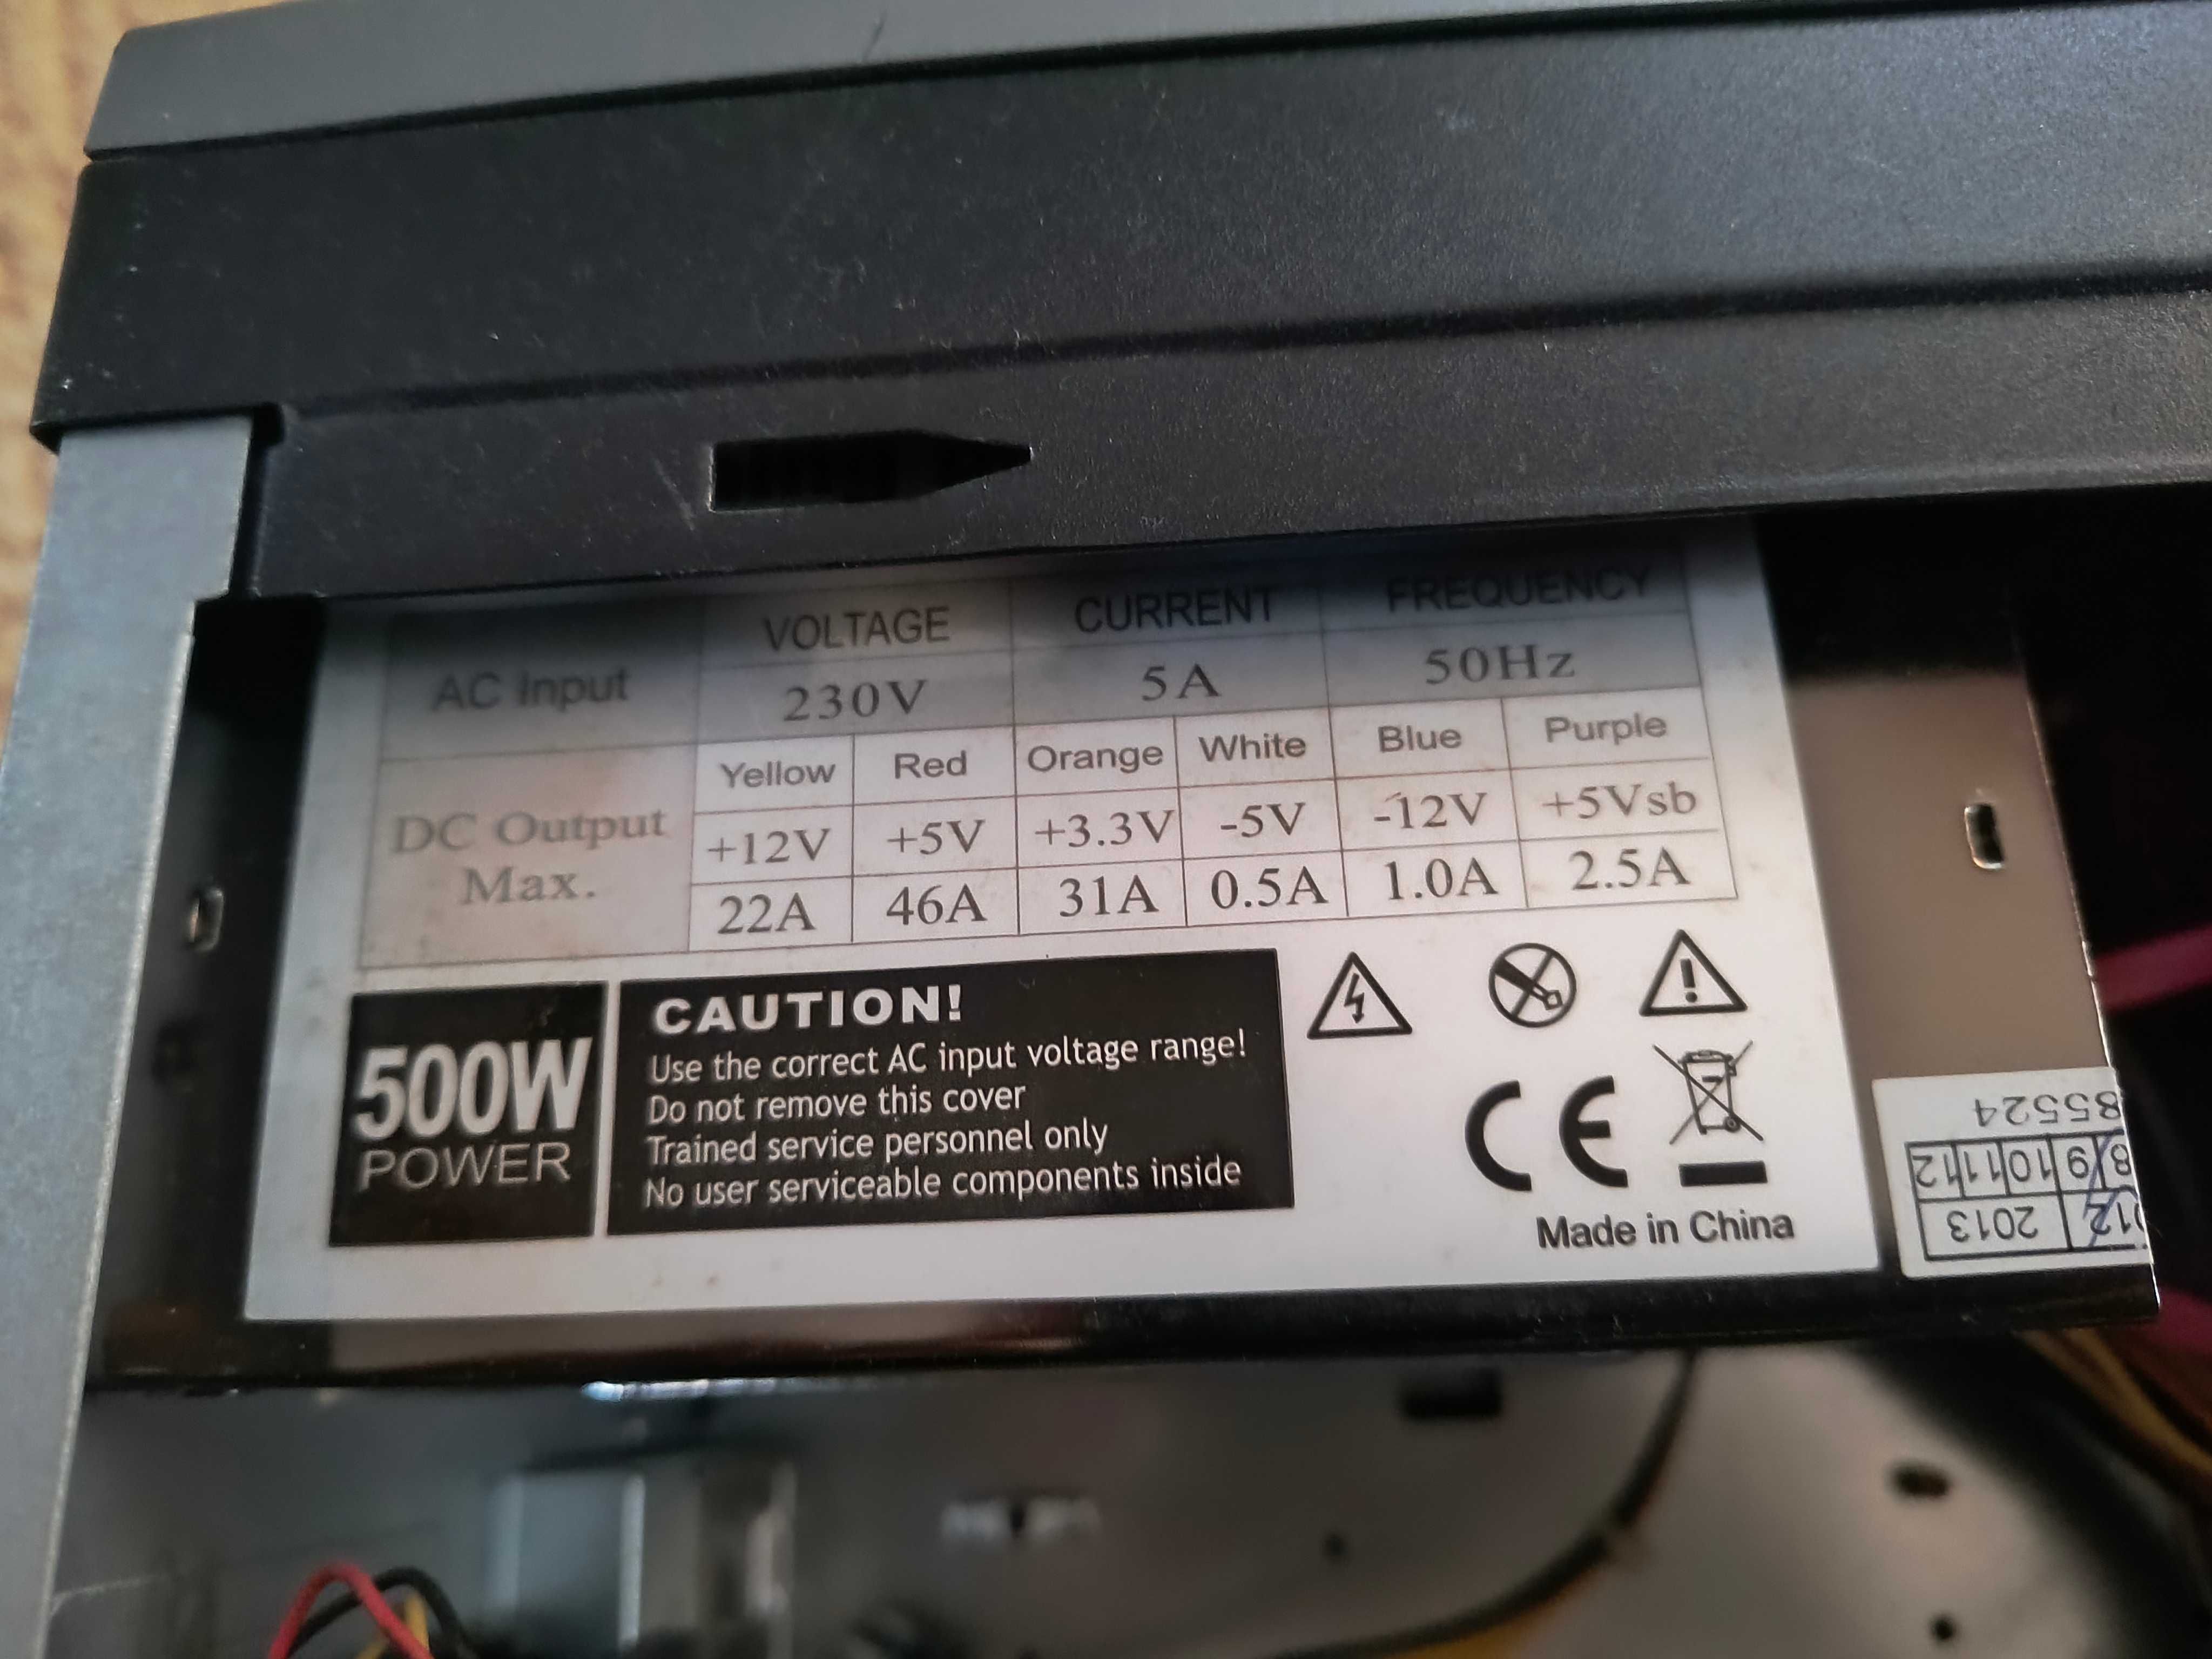 VOLTAGE CURRENT FREQUENCY
AC Input 230V 5A 50Hz
Yellow Red Orange White Blue Purple
DC Output Max.
+12V +5V +3.3V -5V -12V +5Vsb
22A 46A 31A 0.5A 1.0A 2.5A
500W
POWER
CAUTION!
Use the correct AC input voltage range!
Do not remove this cover
Trained service personnel only
No user serviceable components inside
CE
Made in China
2013
8 9 10 11 12
85524